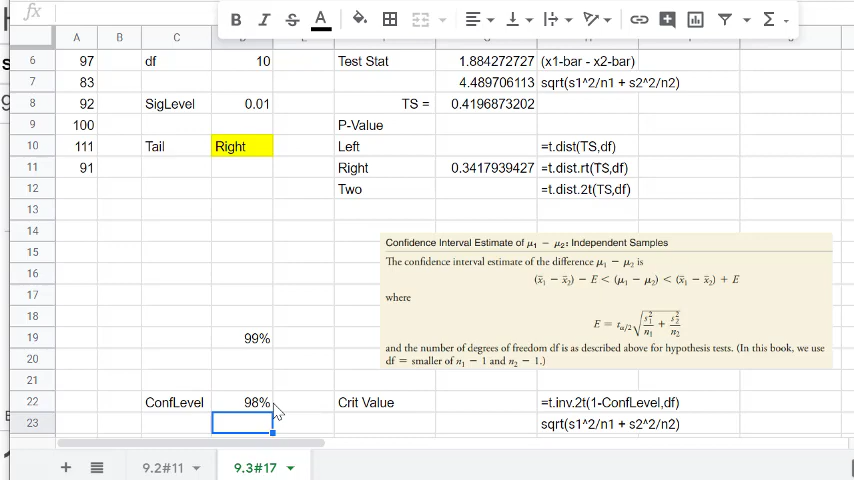 fx
B I A Σ
A B C
6 97 df 10 Test Stat 1.884272727 (x1-bar - x2-bar)
7 83 4.489706113 sqrt(s1^2/n1 + s2^2/n2)
8 92 SigLevel 0.01 TS = 0.4196873202
9 100 P-Value
10 111 Tail Right Left =t.dist(TS,df)
11 91 Right 0.3417939427 =t.dist.rt(TS,df)
12 Two =t.dist.2t(TS,df)
13
14
Confidence Interval Estimate of μ₁ − μ₂: Independent Samples
15 The confidence interval estimate of the difference μ₁ − μ₂ is
16 (x̄₁ − x̄₂) − E < (μ₁ − μ₂) < (x̄₁ − x̄₂) + E
17 where
18 E = tα/2 √(s₁²/n₁ + s₂²/n₂)
19 99% and the number of degrees of freedom df is as described above for hypothesis tests. (In this book, we use
20 df = smaller of n₁ − 1 and n₂ − 1.)
21
22 ConfLevel 98% Crit Value =t.inv.2t(1-ConfLevel,df)
23 sqrt(s1^2/n1 + s2^2/n2)
+ 9.2#11 9.3#17